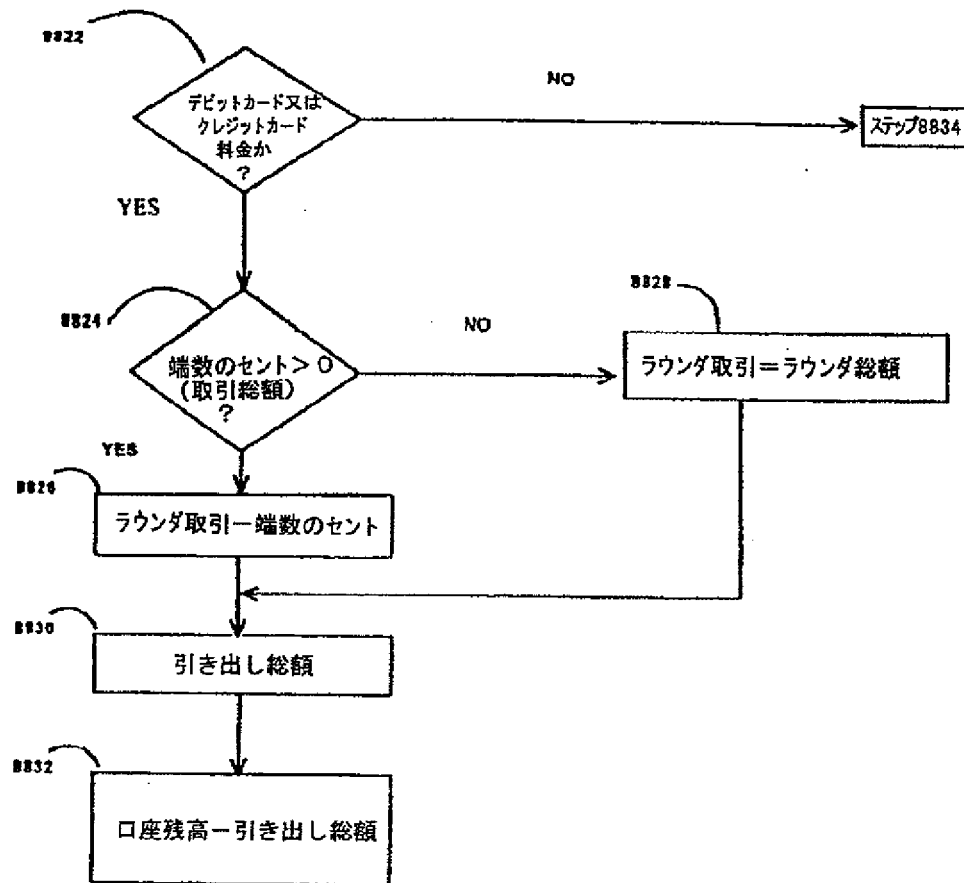 8822
デビットカード又は
クレジットカード
料金か
?
NO
ステップ8834
YES
8824
端数のセント>0
(取引総額)
?
NO
8828
ラウンダ取引=ラウンダ総額
YES
8826
ラウンダ取引-端数のセント
8830
引き出し総額
8832
口座残高-引き出し総額